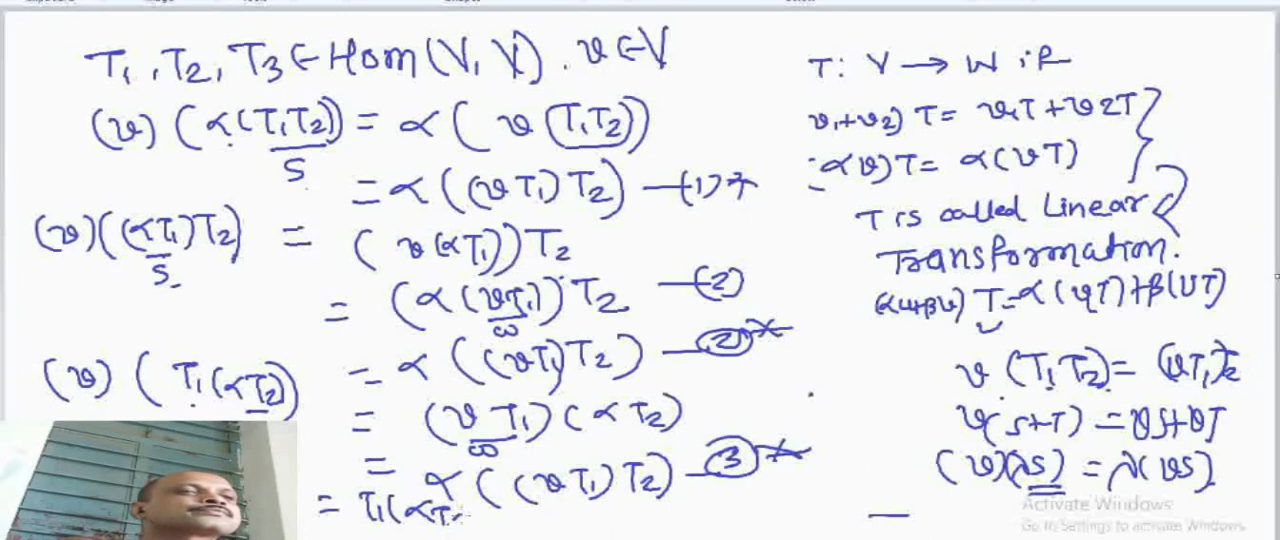 T₁, T₂, T₃ ∈ Hom(V, V). v ∈ V
(v) (α(T₁T₂)) = α(v(T₁T₂))
S
= α((vT₁)T₂) —(1)*
(v)((αT₁)T₂) = (v(αT₁))T₂
S
= (α(vT₁))T₂ —(2)
ω
= α((vT₁)T₂) —(2)*
(v) (T₁(αT₂))
= (vT₁)(αT₂)
ω
= α((vT₁)T₂) —(3)*
= T₁(αT₂
T: V → W if
v₁+v₂) T = v₁T + v₂T
(αv)T = α(vT)
T is called Linear
Transformation.
(αu+βv) T = α(uT)+β(vT)
v(T₁T₂) = (vT₁)T₂
v(S+T) = vS+vT
(v)(λS) = λ(vS)
Activate Windows
Go to Settings to activate Windows.